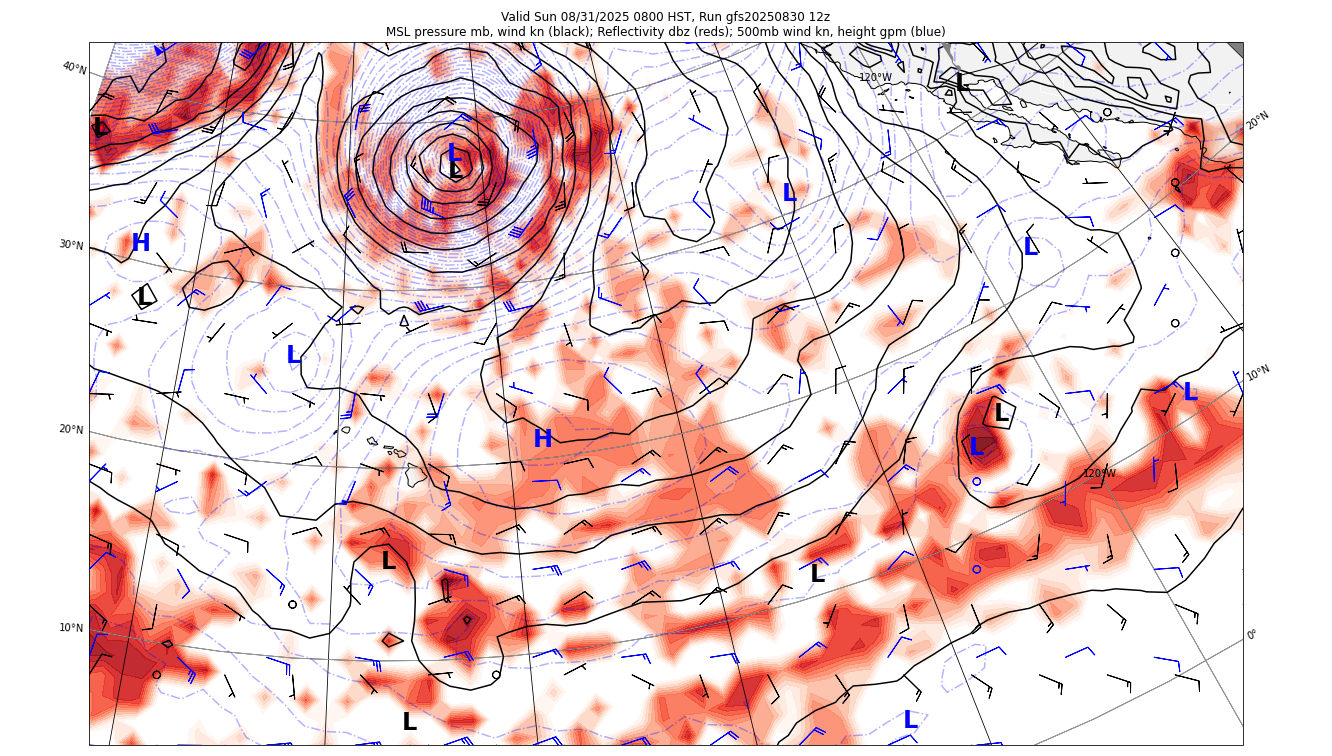 Valid Sun 08/31/2025 0800 HST, Run gfs20250830 12z
MSL pressure mb, wind kn (black); Reflectivity dbz (reds); 500mb wind kn, height gpm (blue)
40°N
120°W
L
20°N
L
L
L
L
H
L
30°N
L
L
10°N
L
L
20°N
H
L
L
120°W
L
L
10°N
0°
L
L